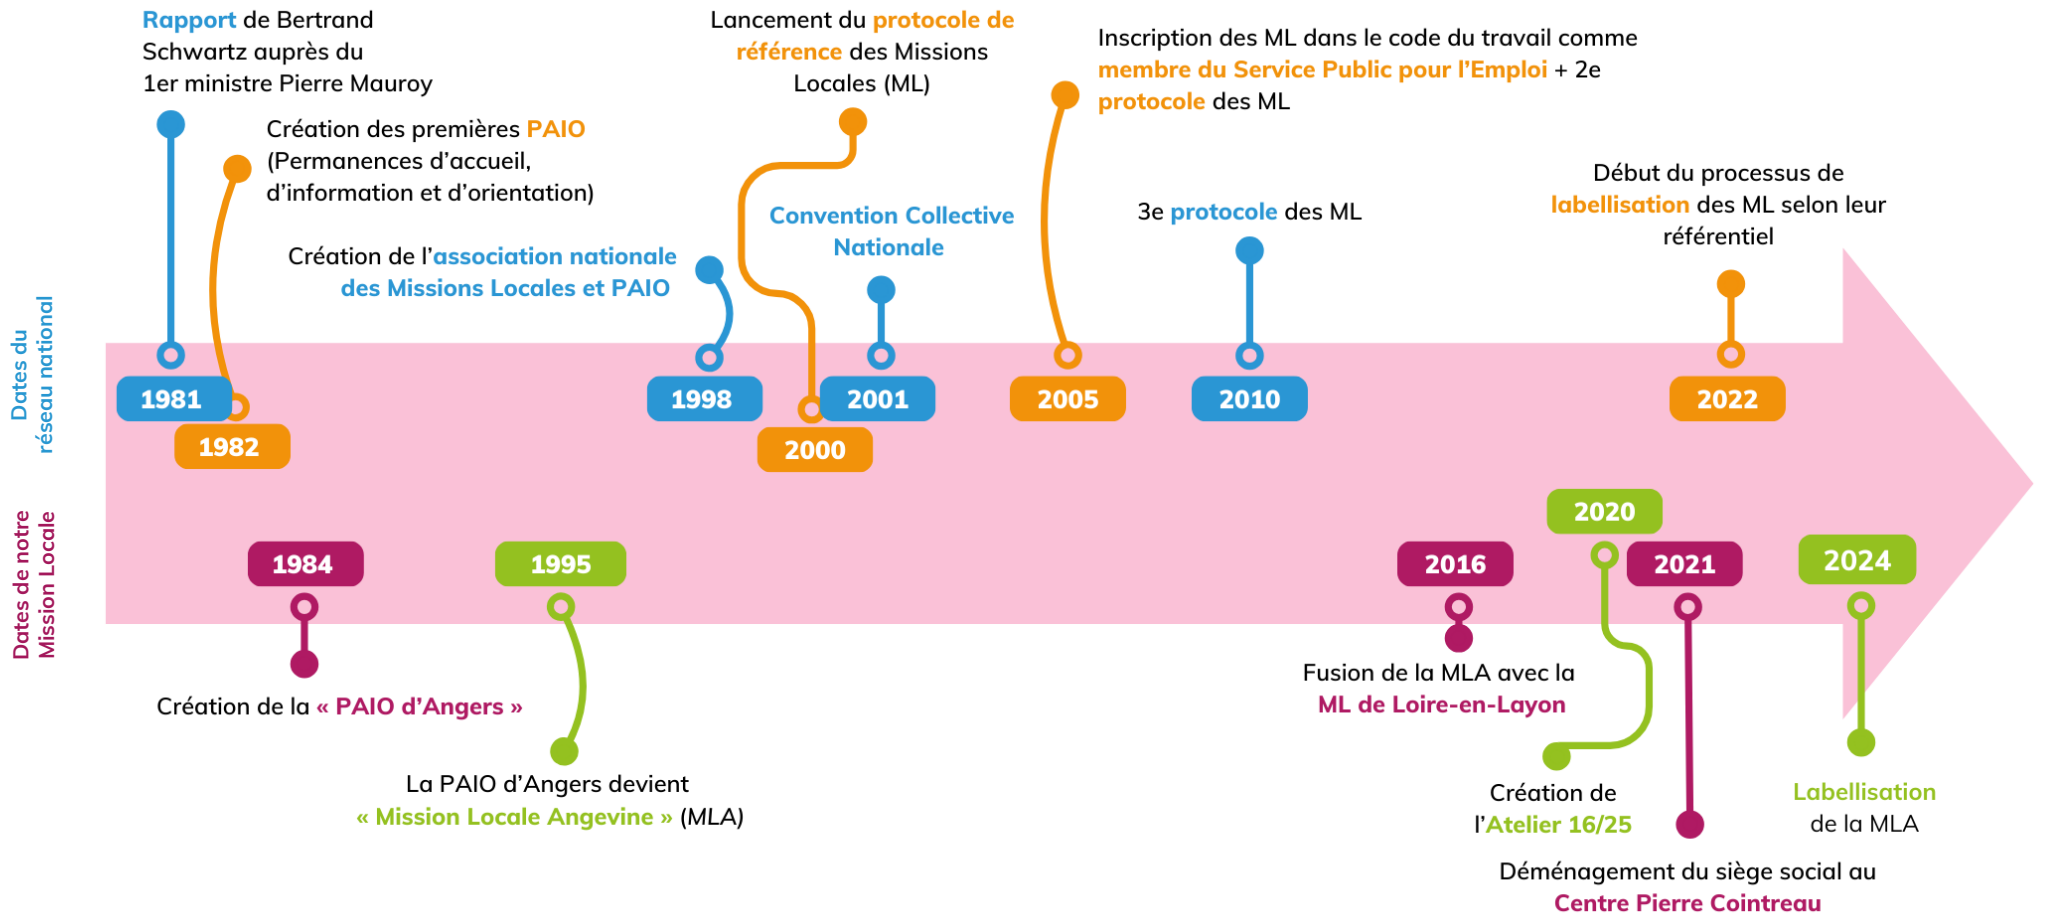 Rapport de Bertrand
Schwartz auprès du
1er ministre Pierre Mauroy
Création des premières PAIO
(Permanences d’accueil,
d’information et d’orientation)
Création de l’association nationale
des Missions Locales et PAIO
Lancement du protocole de
référence des Missions
Locales (ML)
Convention Collective
Nationale
Inscription des ML dans le code du travail comme
membre du Service Public pour l’Emploi + 2e
protocole des ML
3e protocole des ML
Début du processus de
labellisation des ML selon leur
référentiel
Dates du
réseau national
1981
1982
1998
2000
2001
2005
2010
2022
Dates de notre
Mission Locale
1984
1995
2016
2020
2021
2024
Création de la « PAIO d’Angers »
La PAIO d’Angers devient
« Mission Locale Angevine » (MLA)
Fusion de la MLA avec la
ML de Loire-en-Layon
Création de
l’Atelier 16/25
Déménagement du siège social au
Centre Pierre Cointreau
Labellisation
de la MLA